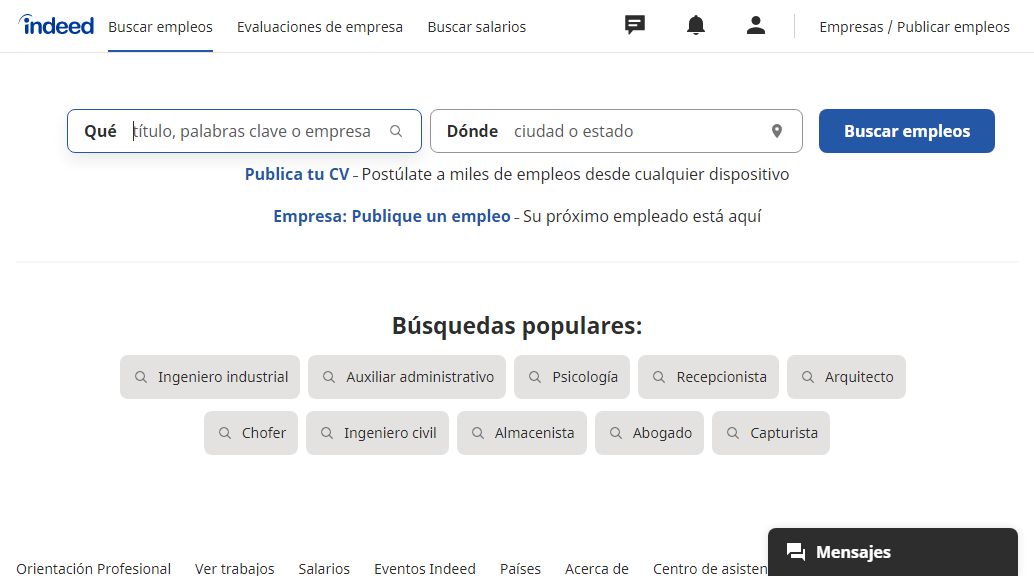 indeed Buscar empleos Evaluaciones de empresa Buscar salarios Empresas / Publicar empleos
Qué título, palabras clave o empresa Dónde ciudad o estado Buscar empleos
Publica tu CV - Postúlate a miles de empleos desde cualquier dispositivo
Empresa: Publique un empleo - Su próximo empleado está aquí
Búsquedas populares:
Ingeniero industrial Auxiliar administrativo Psicología Recepcionista Arquitecto
Chofer Ingeniero civil Almacenista Abogado Capturista
Mensajes
Orientación Profesional Ver trabajos Salarios Eventos Indeed Países Acerca de Centro de asisten